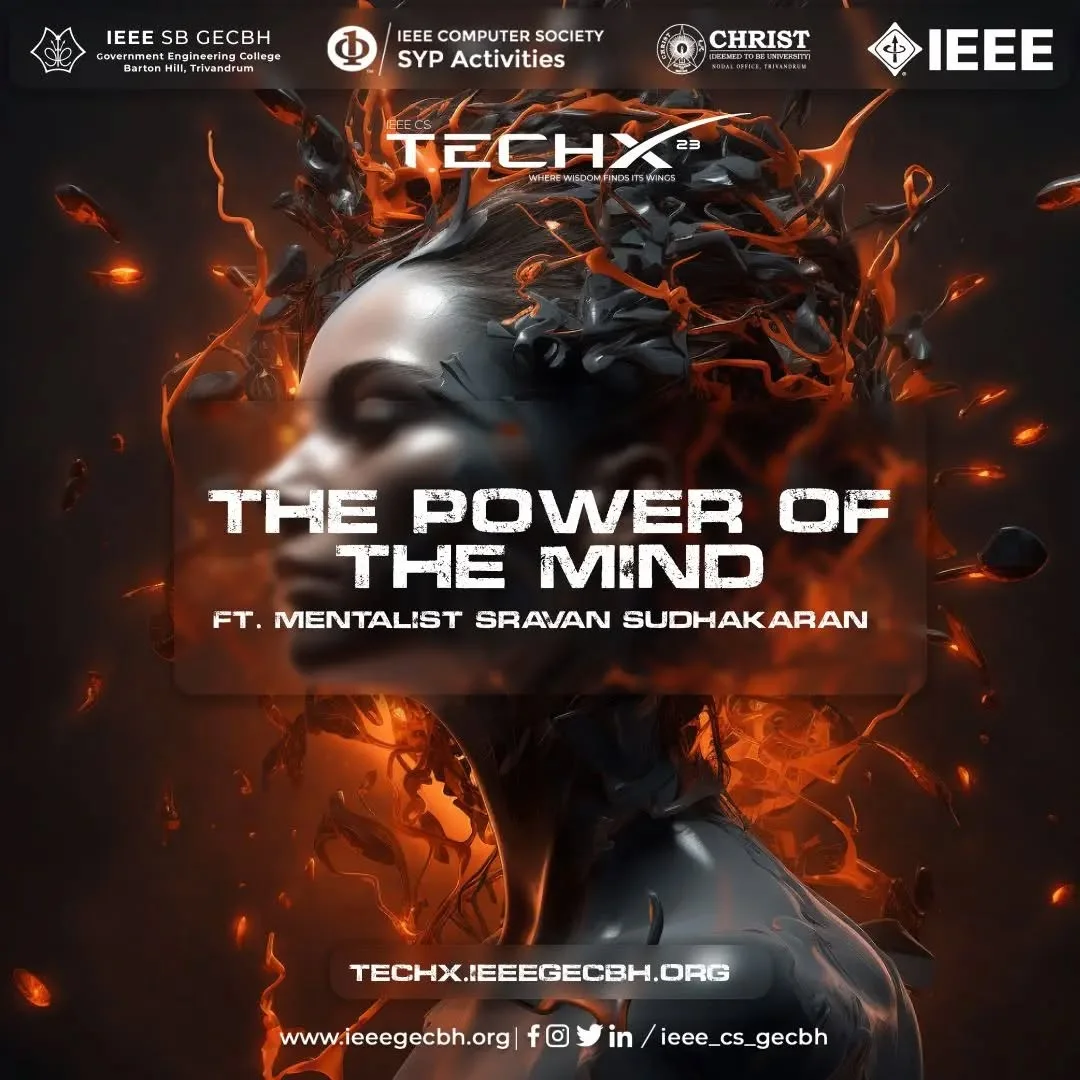 IEEE SB GECBH
Government Engineering College
Barton Hill, Trivandrum
IEEE COMPUTER SOCIETY
SYP Activities
CHRIST
(DEEMED TO BE UNIVERSITY)
NODAL OFFICE, TRIVANDRUM
IEEE
IEEE CS
TECHX 23
WHERE WISDOM FINDS ITS WINGS
THE POWER OF
THE MIND
FT. MENTALIST SRAVAN SUDHAKARAN
TECHX.IEEEGECBH.ORG
www.ieeegecbh.org| /ieee_cs_gecbh